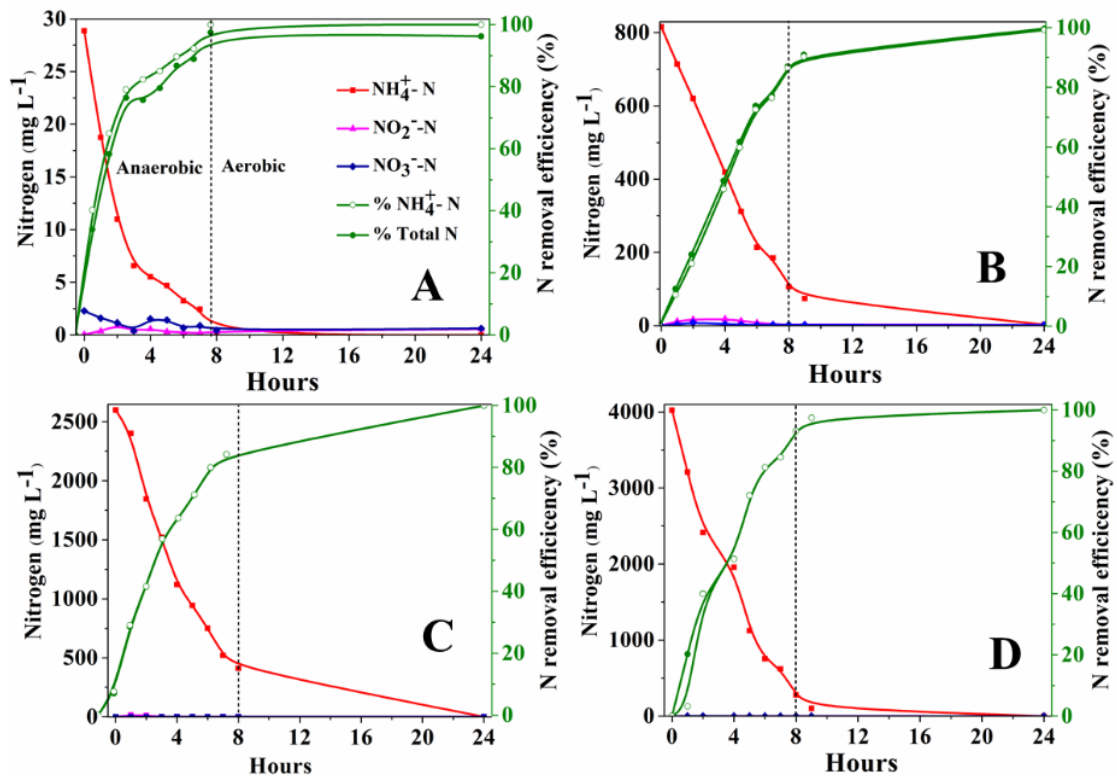 30
25
20
15
10
5
0
Nitrogen (mg L-1)
0 4 8 12 16 20 24
Hours
100
80
60
40
20
0
N removal efficicency (%)
Anaerobic Aerobic
NH4+- N
NO2--N
NO3--N
% NH4+- N
% Total N
A
800
600
400
200
0
Nitrogen (mg L-1)
0 4 8 12 16 20 24
Hours
100
80
60
40
20
0
N removal efficicency (%)
B
2500
2000
1500
1000
500
0
Nitrogen (mg L-1)
0 4 8 12 16 20 24
Hours
100
80
60
40
20
0
N removal efficicency (%)
C
4000
3000
2000
1000
0
Nitrogen (mg L-1)
0 4 8 12 16 20 24
Hours
100
80
60
40
20
0
N removal efficicency (%)
D